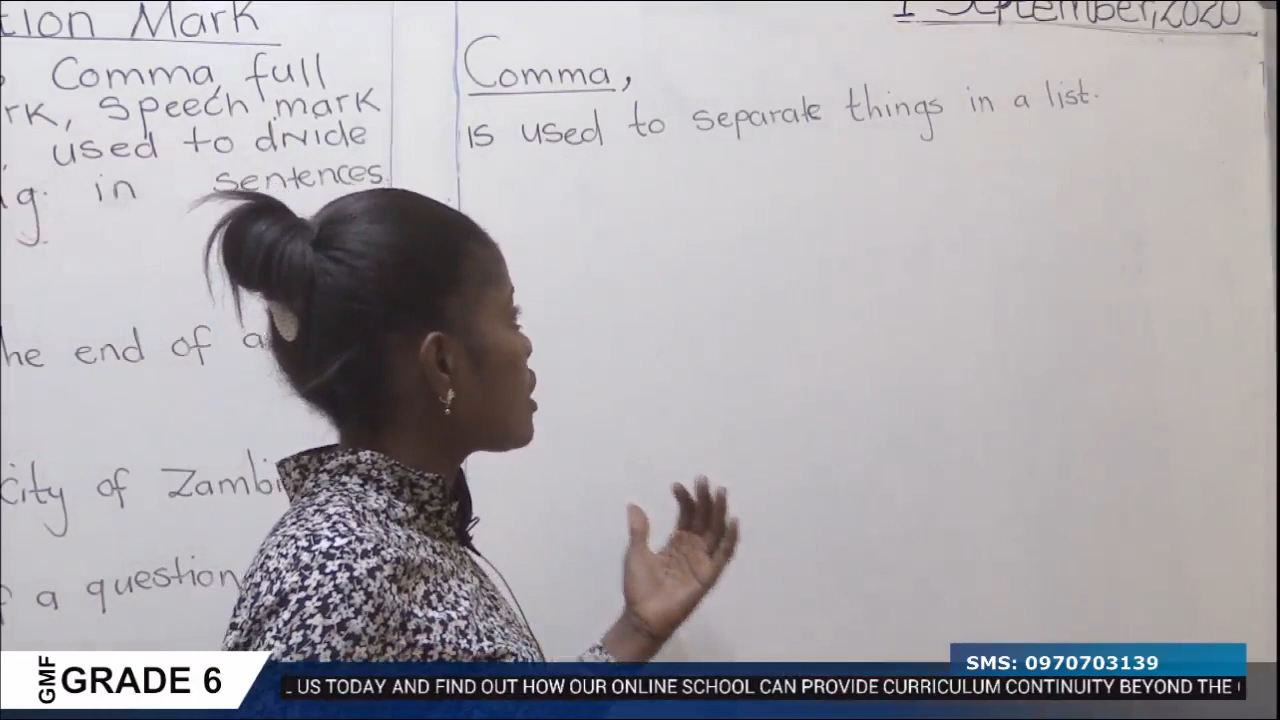 tion Mark
Comma, full
rk, speech mark
used to divide
ig. in sentences.
he end of a
city of Zambi
f a question
1 September, 2020
Comma,
is used to separate things in a list.
SMS: 0970703139
GMF GRADE 6
US TODAY AND FIND OUT HOW OUR ONLINE SCHOOL CAN PROVIDE CURRICULUM CONTINUITY BEYOND THE